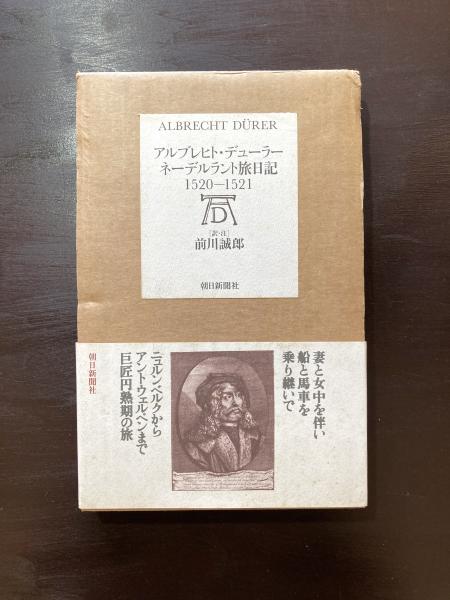 ALBRECHT DÜRER
アルブレヒト・デューラー
ネーデルラント旅日記
1520—1521
AD
[訳・注]
前川誠郎
朝日新聞社
妻と女中を伴い
船と馬車を
乗り継いで
ニュルンベルクから
アントウェルペンまで
巨匠円熟期の旅
朝日新聞社